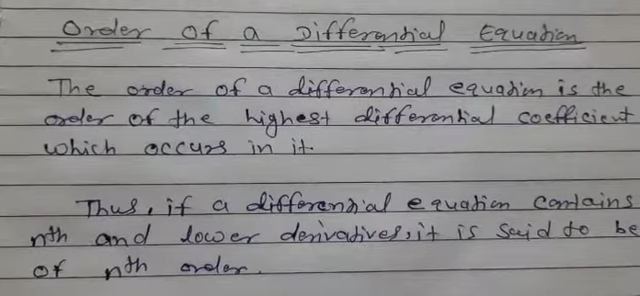 Order of a Differential Equation
The order of a differential equation is the
order of the highest differential coefficient
which occurs in it.
Thus, if a differential equation contains
nth and lower derivatives, it is said to be
of nth order.